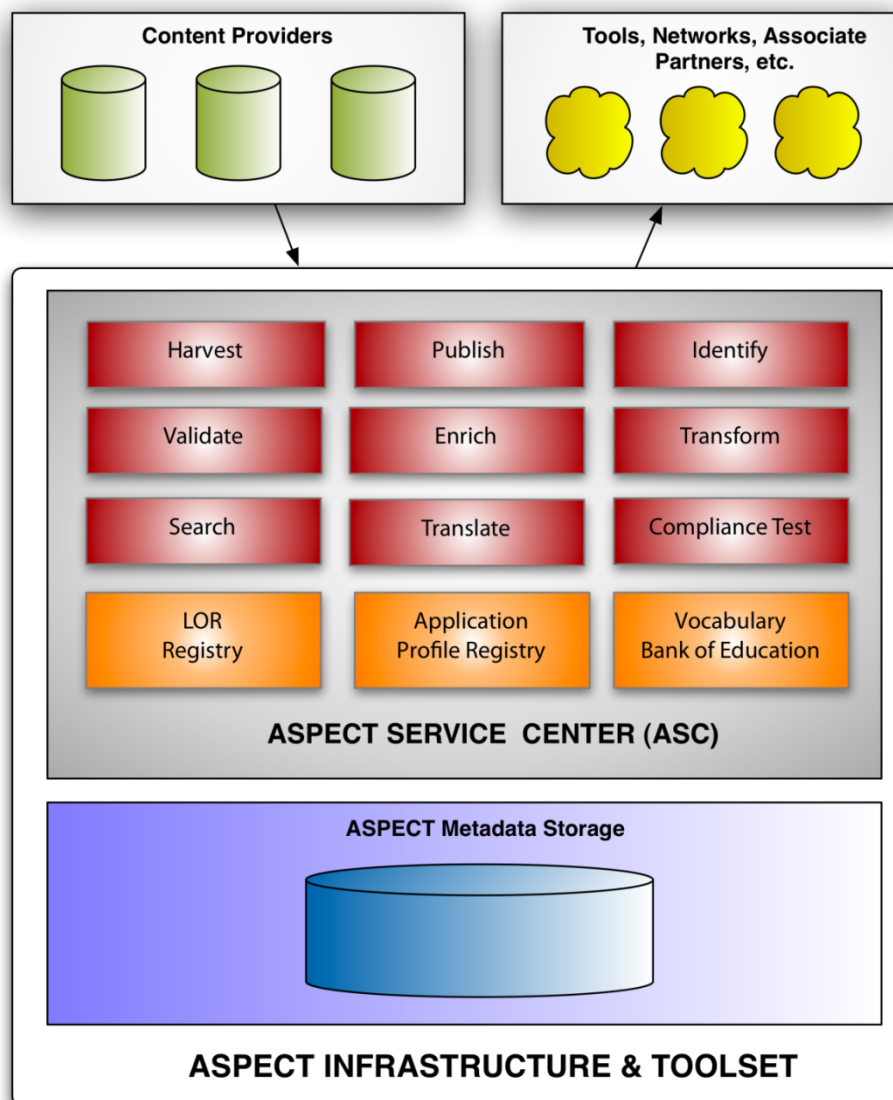 Content Providers
Tools, Networks, Associate
Partners, etc.
Harvest
Publish
Identify
Validate
Enrich
Transform
Search
Translate
Compliance Test
LOR
Registry
Application
Profile Registry
Vocabulary
Bank of Education
ASPECT SERVICE CENTER (ASC)
ASPECT Metadata Storage
ASPECT INFRASTRUCTURE & TOOLSET